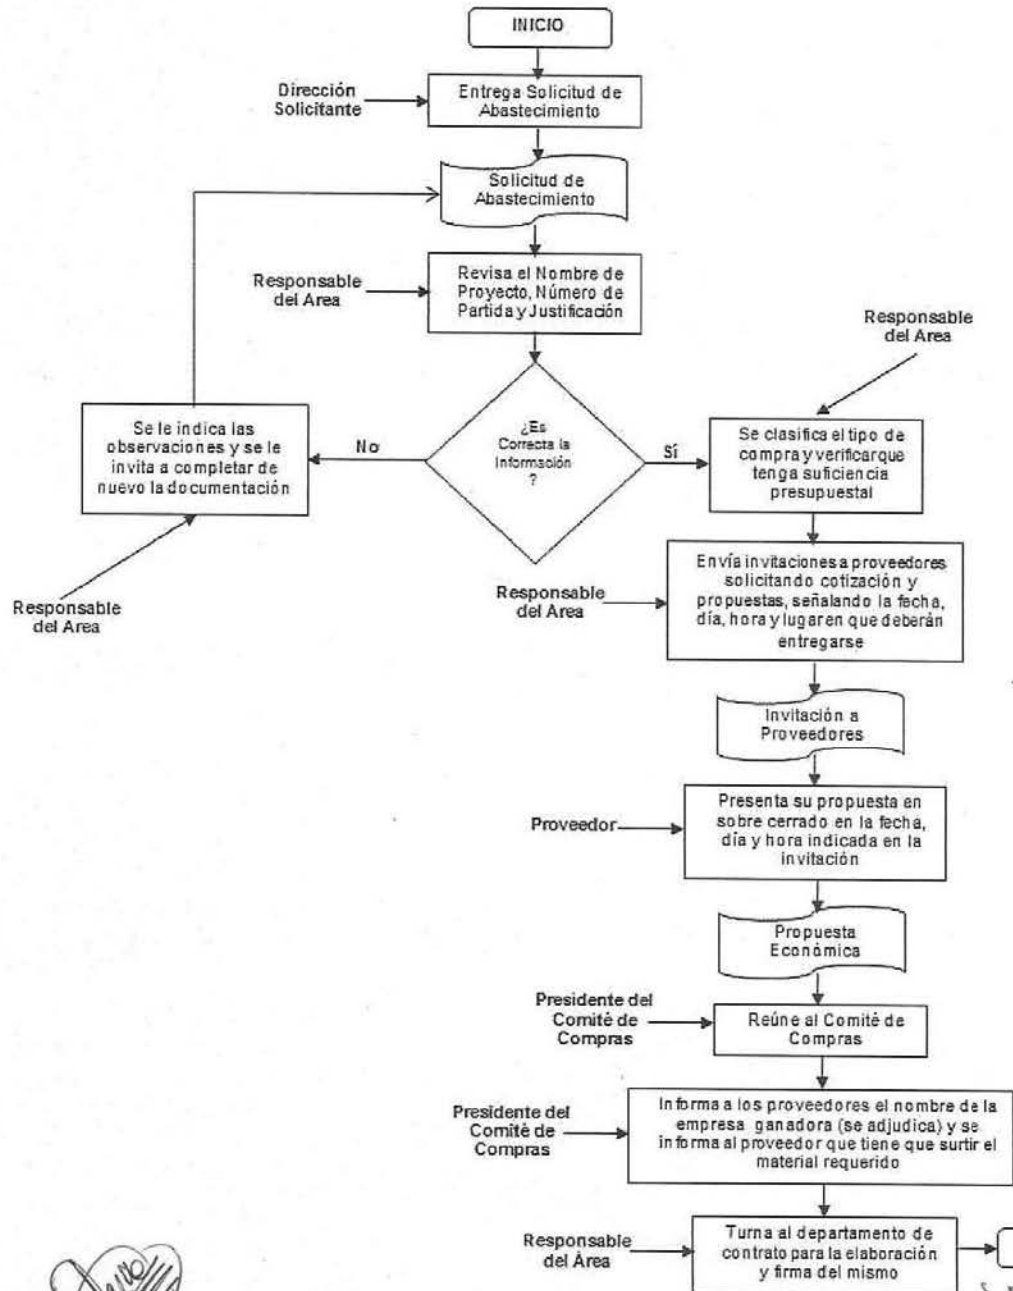 INICIO
Dirección
Solicitante
Entrega Solicitud de
Abastecimiento
Solicitud de
Abastecimiento
Responsable
del Area
Revisa el Nombre de
Proyecto, Número de
Partida y Justificación
Responsable
del Area
¿Es
Correcta la
Información
?
No
Sí
Se le indica las
observaciones y se le
invita a completar de
nuevo la documentación
Se clasifica el tipo de
compra y verificar que
tenga suficiencia
presupuestal
Responsable
del Area
Responsable
del Area
Envía invitaciones a proveedores
solicitando cotización y
propuestas, señalando la fecha,
día, hora y lugar en que deberán
entregarse
Invitación a
Proveedores
Proveedor
Presenta su propuesta en
sobre cerrado en la fecha,
día y hora indicada en la
invitación
Propuesta
Económica
Presidente del
Comité de
Compras
Reúne al Comité de
Compras
Presidente del
Comité de
Compras
Informa a los proveedores el nombre de la
empresa ganadora (se adjudica) y se
informa al proveedor que tiene que surtir el
material requerido
Responsable
del Área
Turna al departamento de
contrato para la elaboración
y firma del mismo